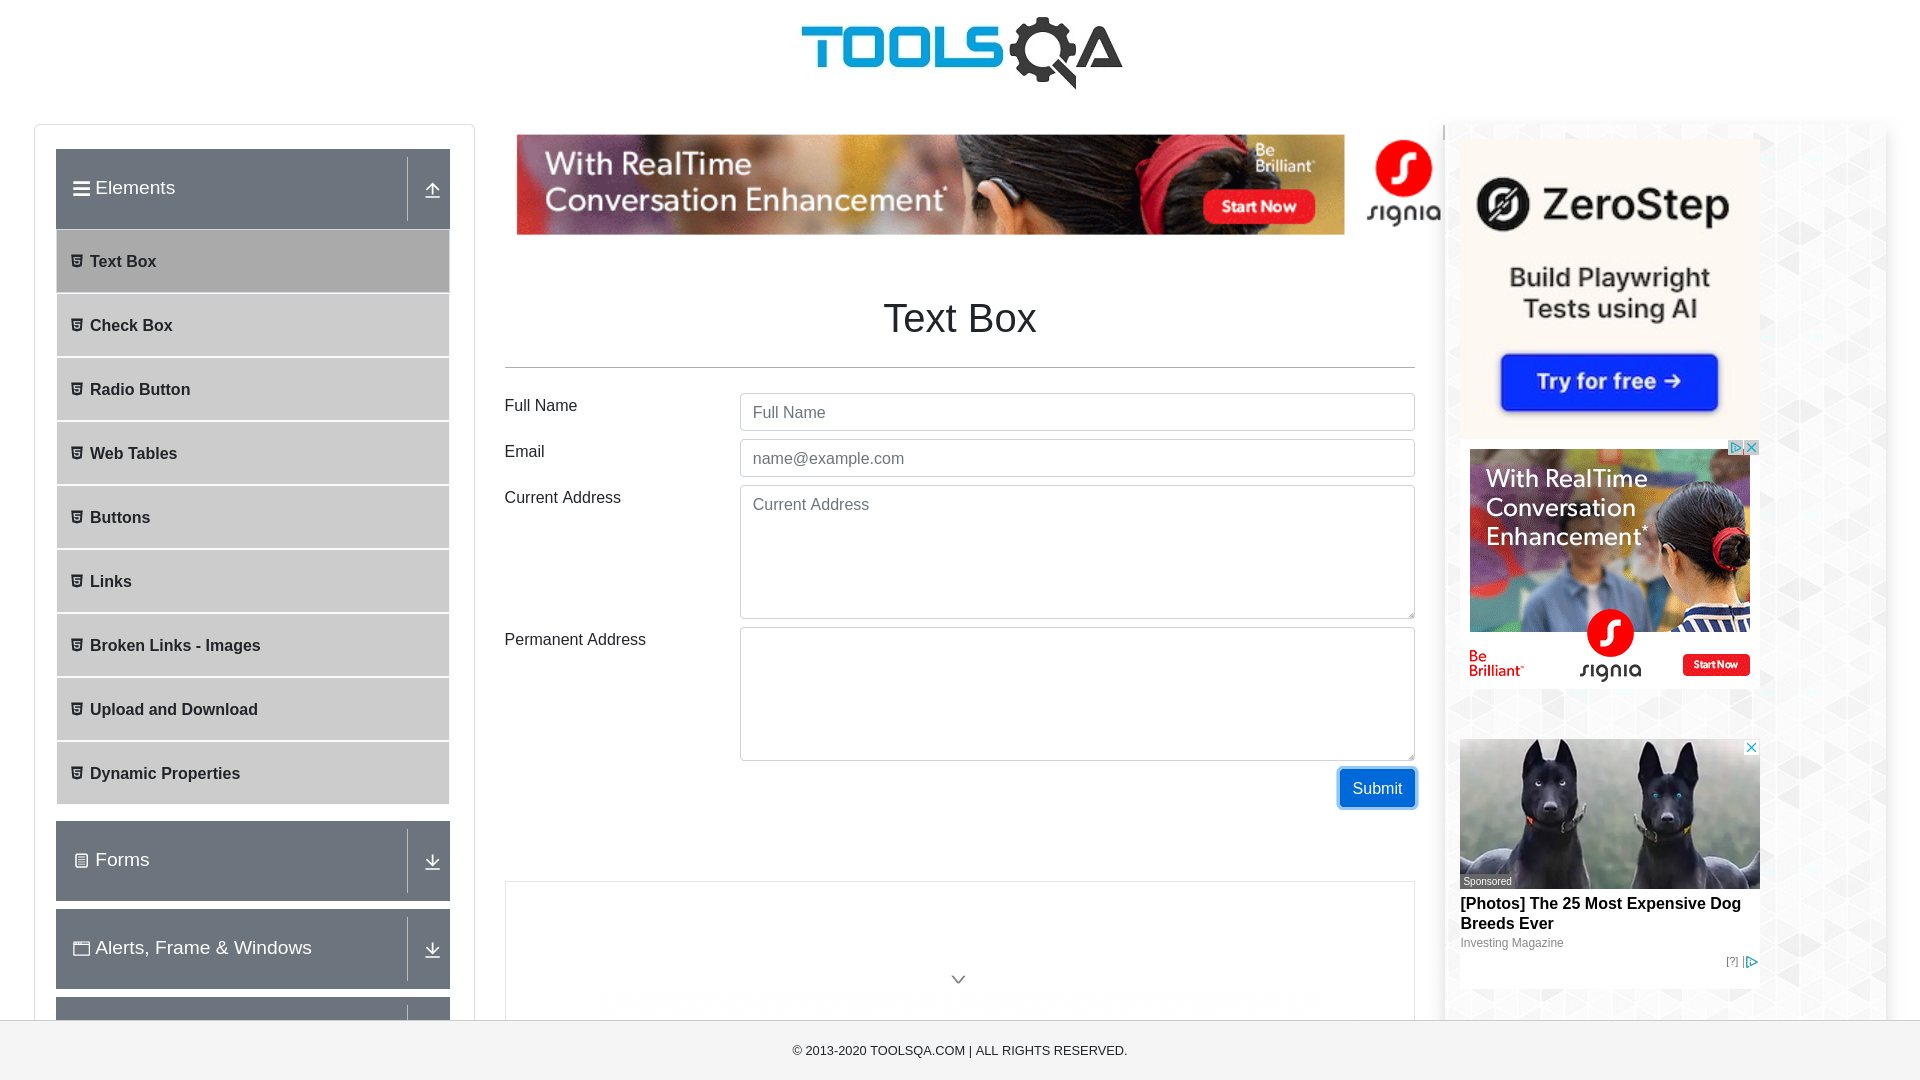 TOOLSQA
Elements
Text Box
Check Box
Radio Button
Web Tables
Buttons
Links
Broken Links - Images
Upload and Download
Dynamic Properties
Forms
Alerts, Frame & Windows
With RealTime
Conversation Enhancement*
Be
Brilliant™
Start Now
signia
Text Box
Full Name
Full Name
Email
name@example.com
Current Address
Current Address
Permanent Address
Submit
ZeroStep
Build Playwright
Tests using AI
Try for free →
With RealTime
Conversation
Enhancement*
Be
Brilliant™
signia
Start Now
Sponsored
[Photos] The 25 Most Expensive Dog
Breeds Ever
Investing Magazine
[?]
© 2013-2020 TOOLSQA.COM | ALL RIGHTS RESERVED.